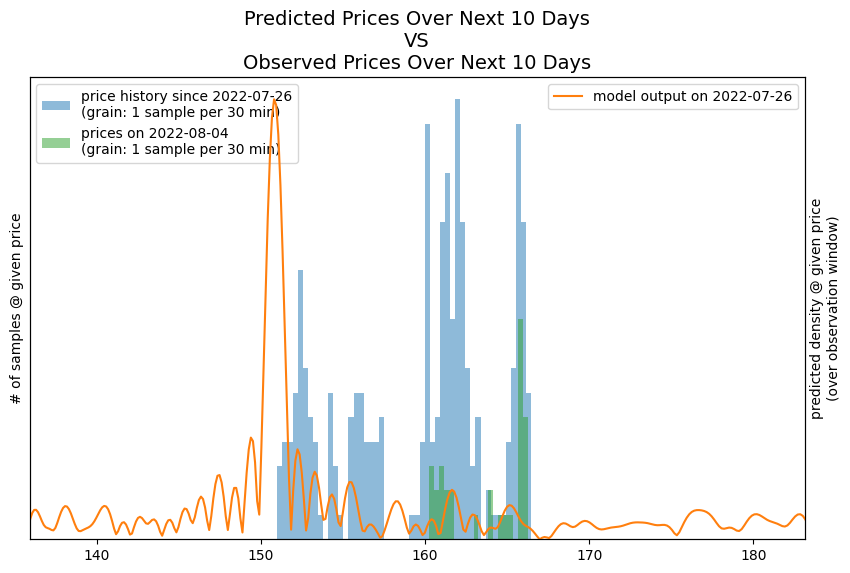 Predicted Prices Over Next 10 Days
VS
Observed Prices Over Next 10 Days
price history since 2022-07-26
(grain: 1 sample per 30 min)
prices on 2022-08-04
(grain: 1 sample per 30 min)
model output on 2022-07-26
# of samples @ given price
predicted density @ given price
(over observation window)
140
150
160
170
180